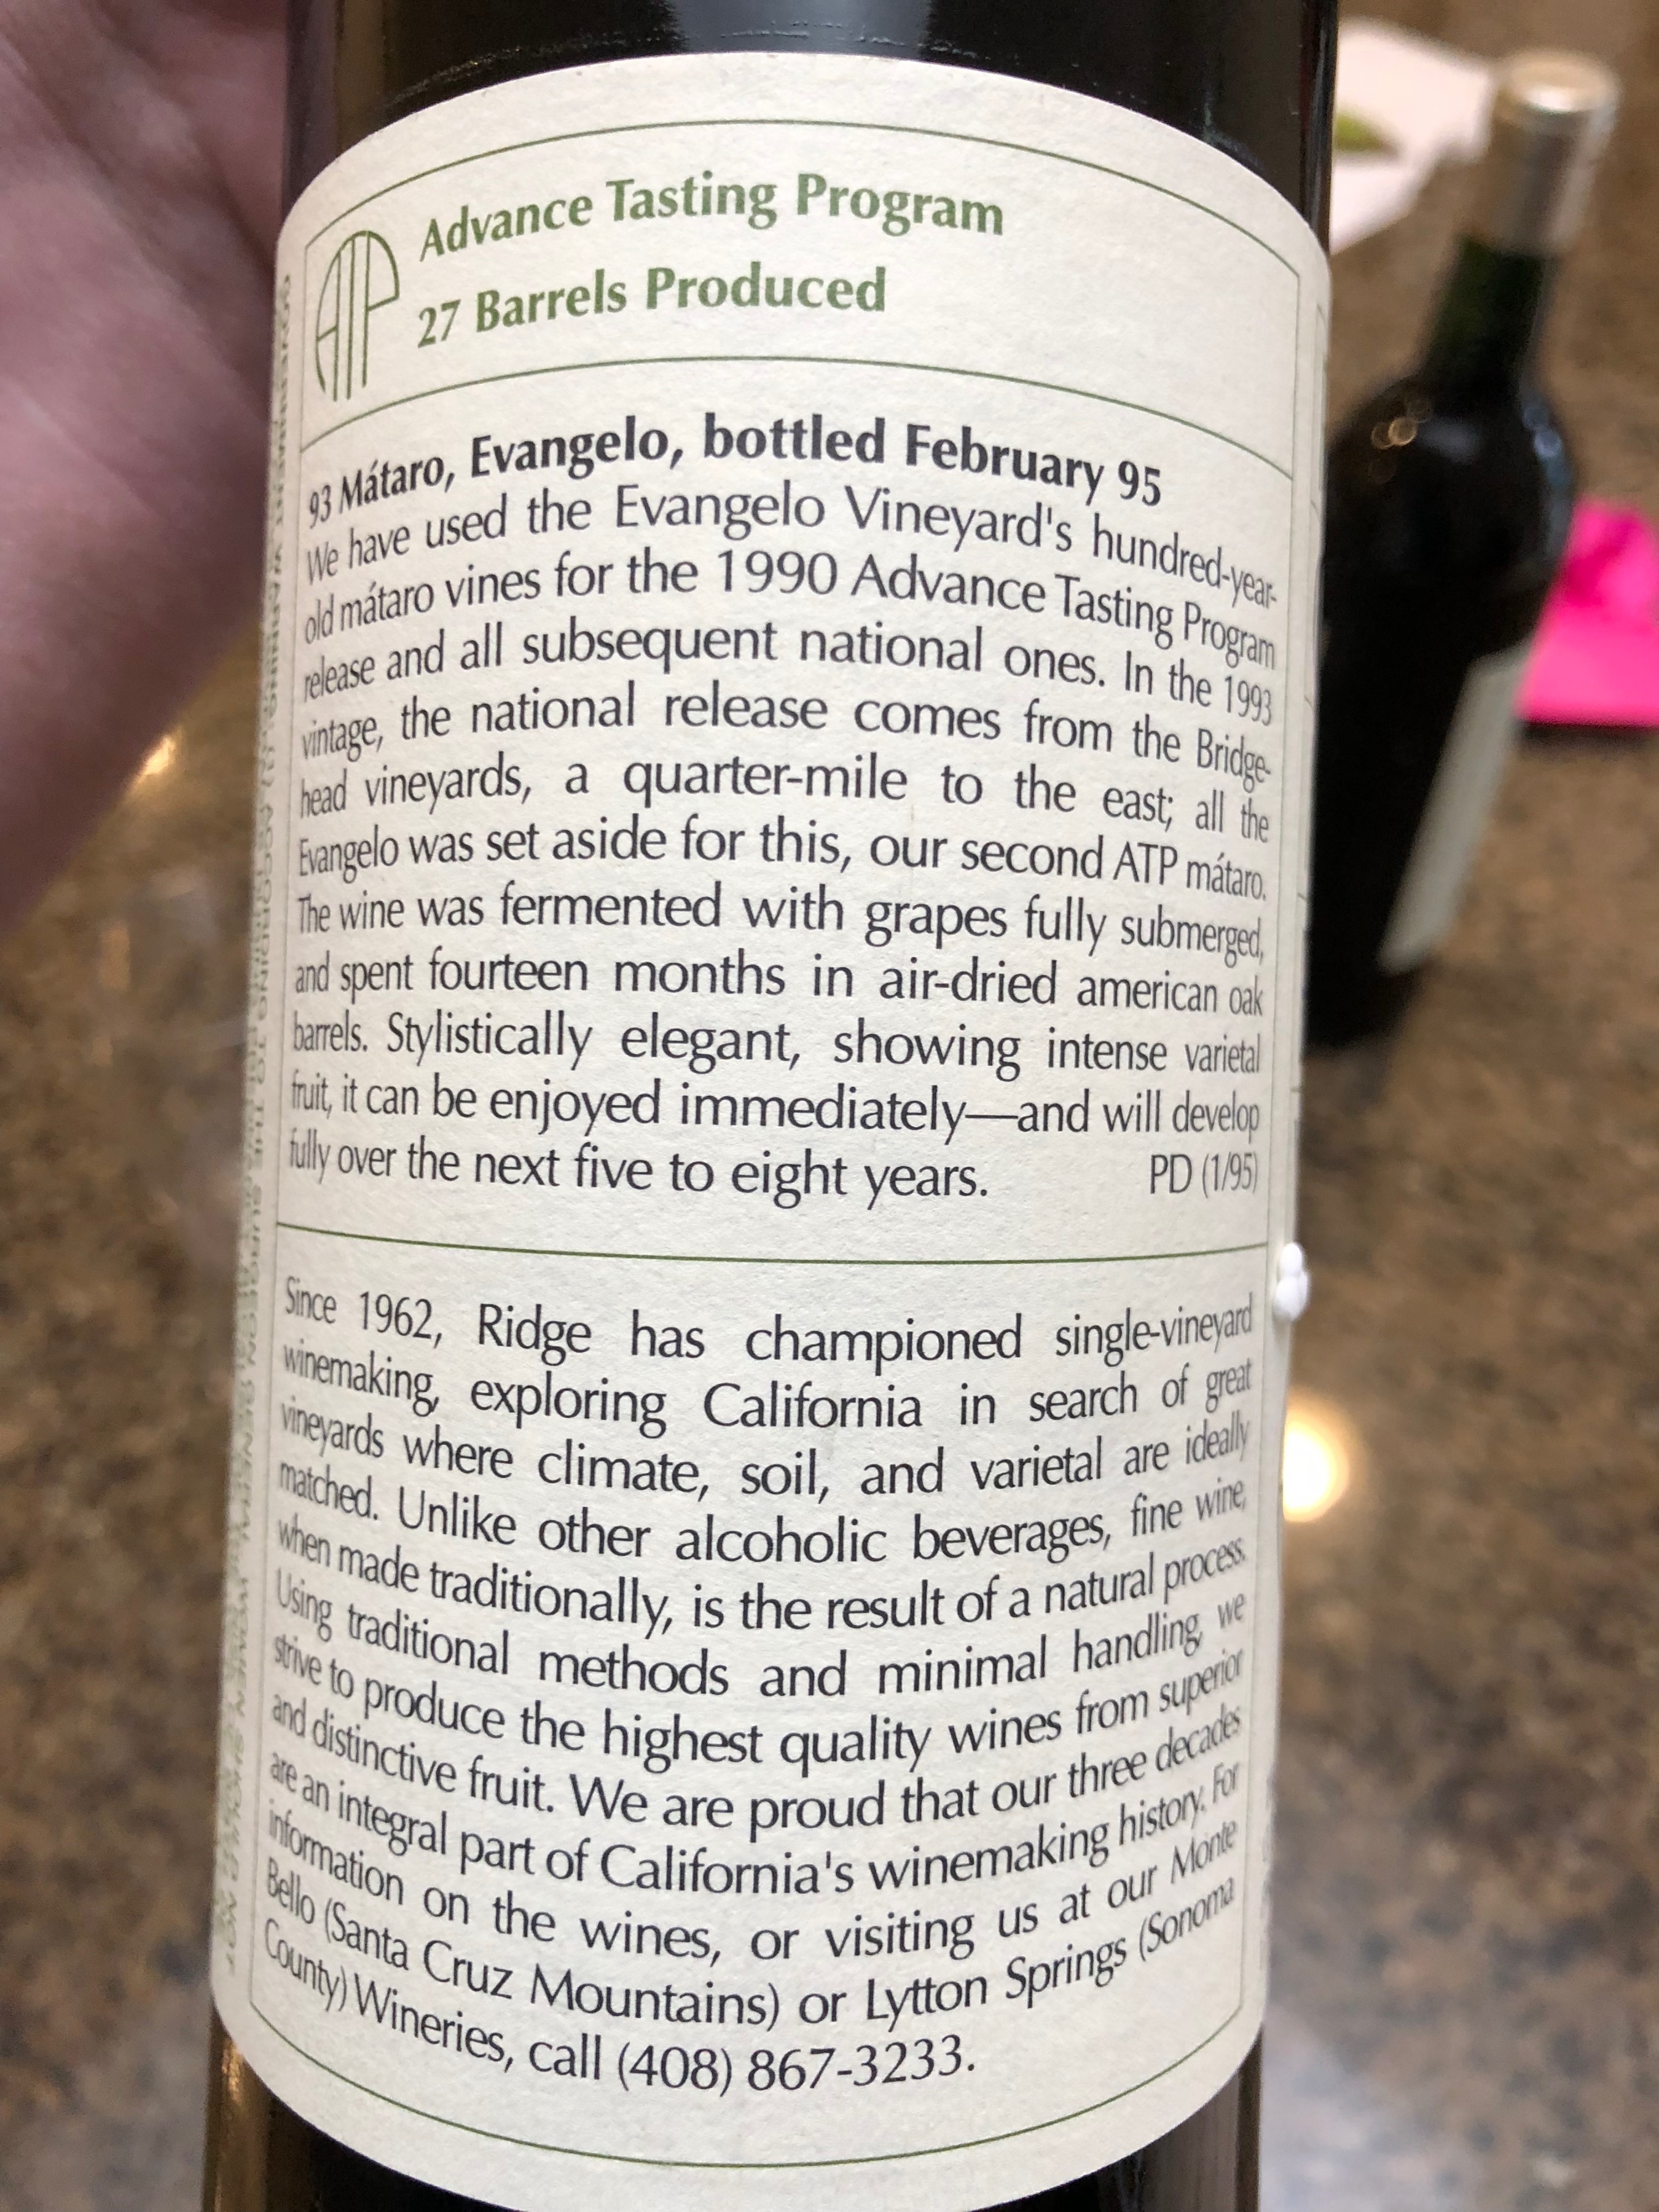 ATP
Advance Tasting Program
27 Barrels Produced
93 Mátaro, Evangelo, bottled February 95
We have used the Evangelo Vineyard's hundred-year-
old mátaro vines for the 1990 Advance Tasting Program
release and all subsequent national ones. In the 1993
vintage, the national release comes from the Bridge-
head vineyards, a quarter-mile to the east; all the
Evangelo was set aside for this, our second ATP mátaro.
The wine was fermented with grapes fully submerged,
and spent fourteen months in air-dried american oak
barrels. Stylistically elegant, showing intense varietal
fruit, it can be enjoyed immediately—and will develop
fully over the next five to eight years. PD (1/95)
Since 1962, Ridge has championed single-vineyard
winemaking, exploring California in search of great
vineyards where climate, soil, and varietal are ideally
matched. Unlike other alcoholic beverages, fine wine,
when made traditionally, is the result of a natural process.
Using traditional methods and minimal handling, we
strive to produce the highest quality wines from superior
and distinctive fruit. We are proud that our three decades
are an integral part of California's winemaking history. For
information on the wines, or visiting us at our Monte
Bello (Santa Cruz Mountains) or Lytton Springs (Sonoma
County) Wineries, call (408) 867-3233.